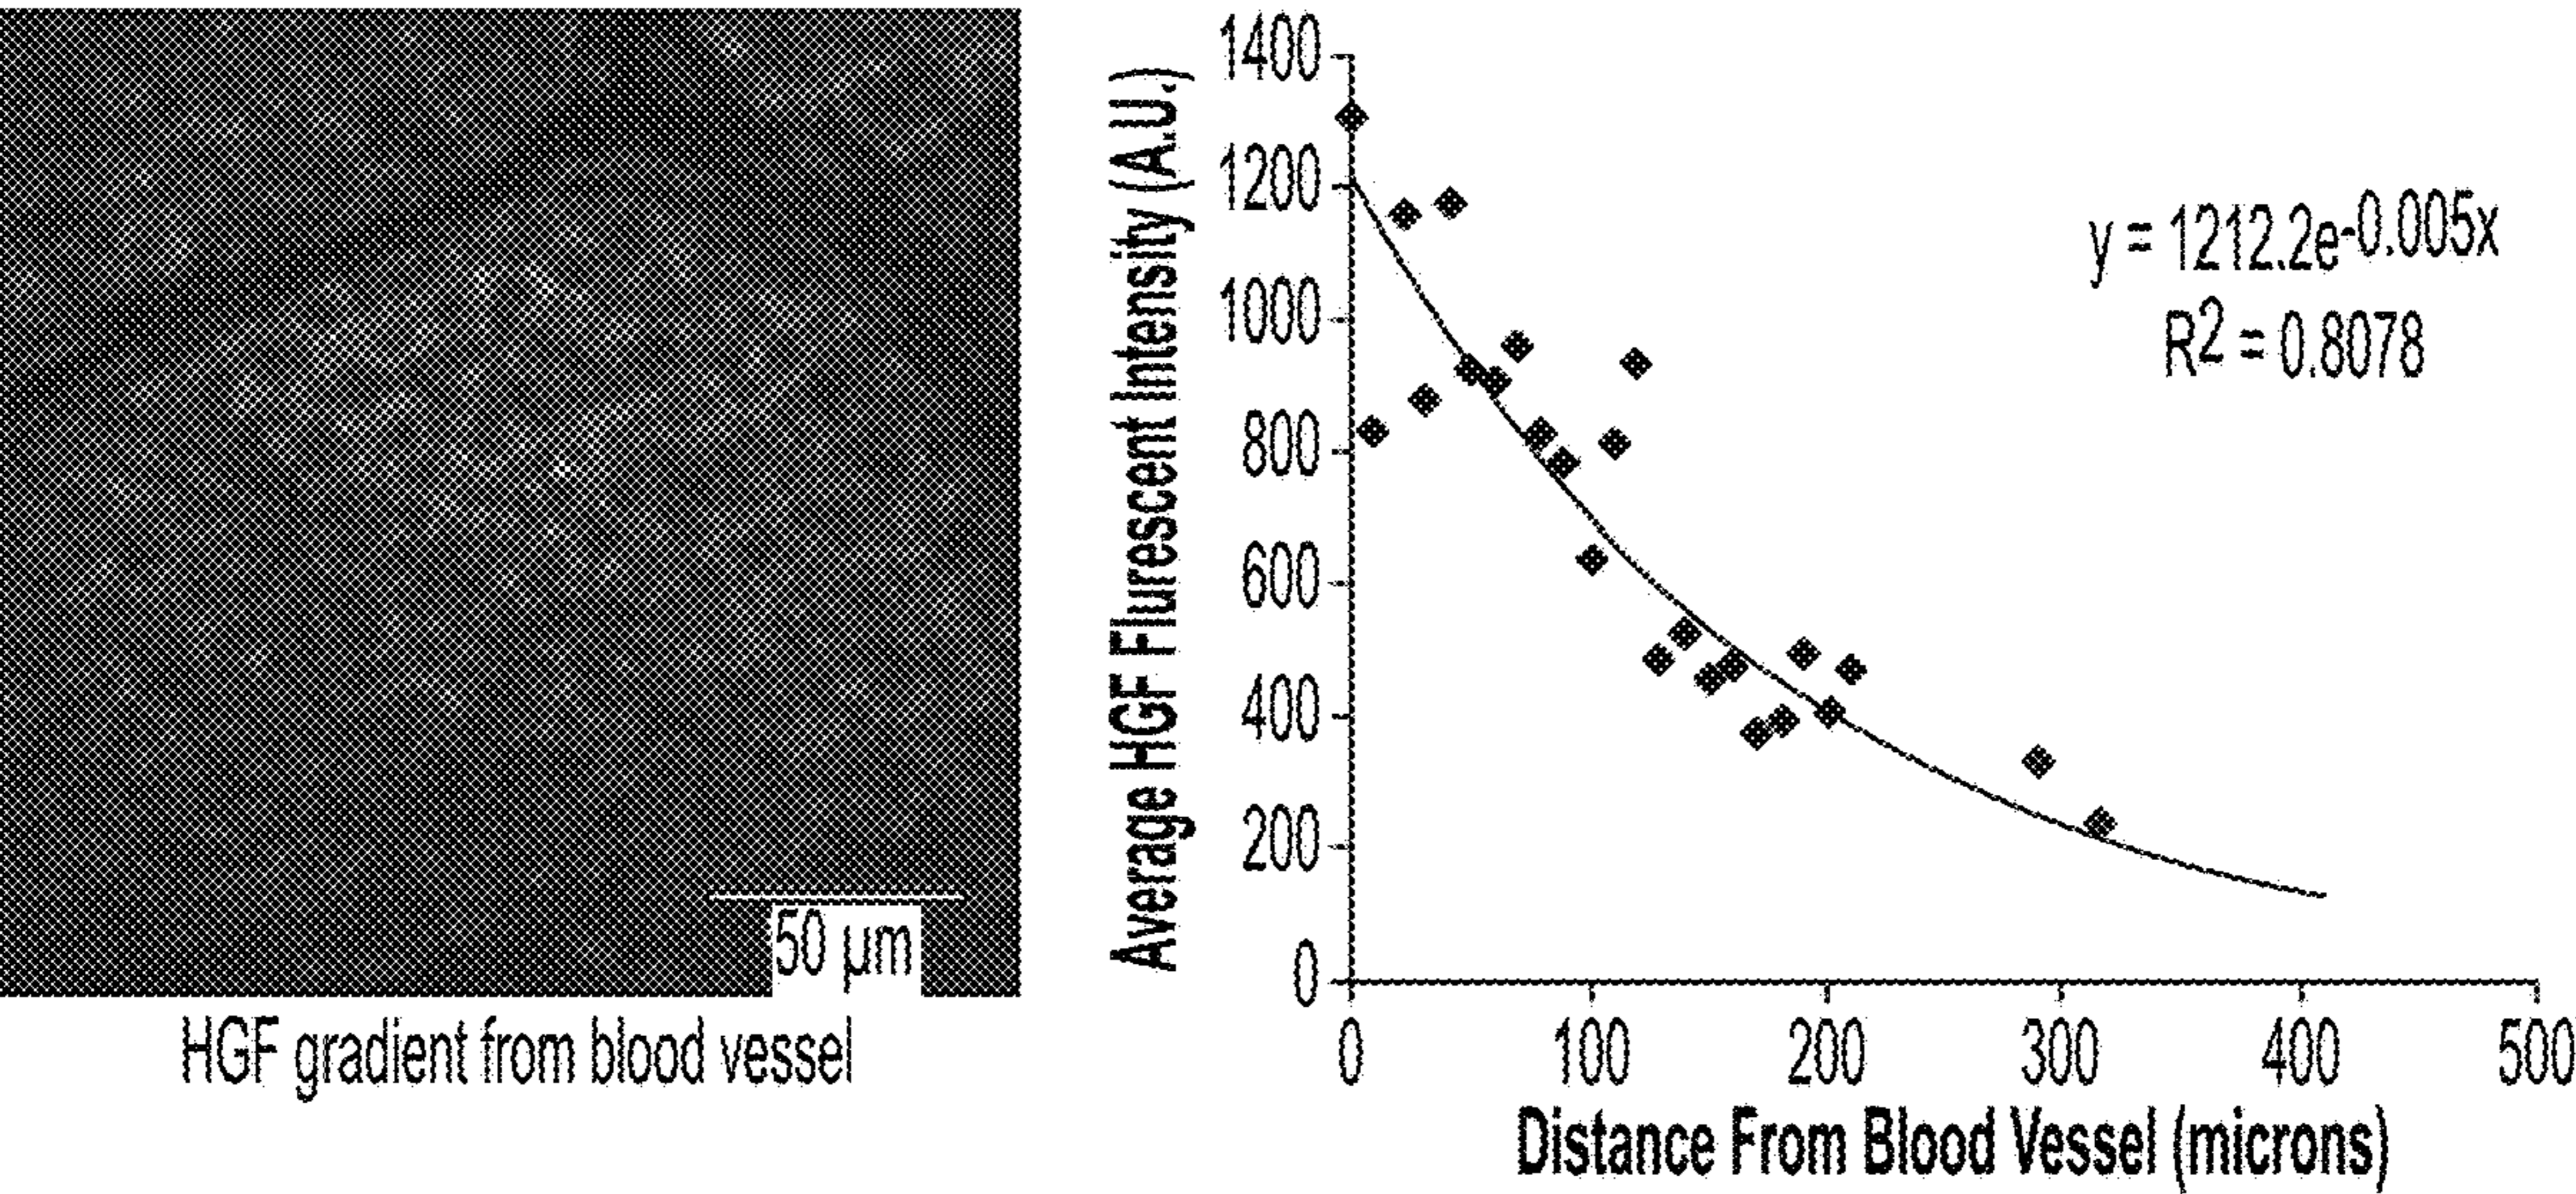 50 μm
HGF gradient from blood vessel
Average HGF Flurescent Intensity (A.U.)
1400
1200
1000
800
600
400
200
0
y = 1212.2e-0.005x
R2 = 0.8078
0 100 200 300 400 500
Distance From Blood Vessel (microns)